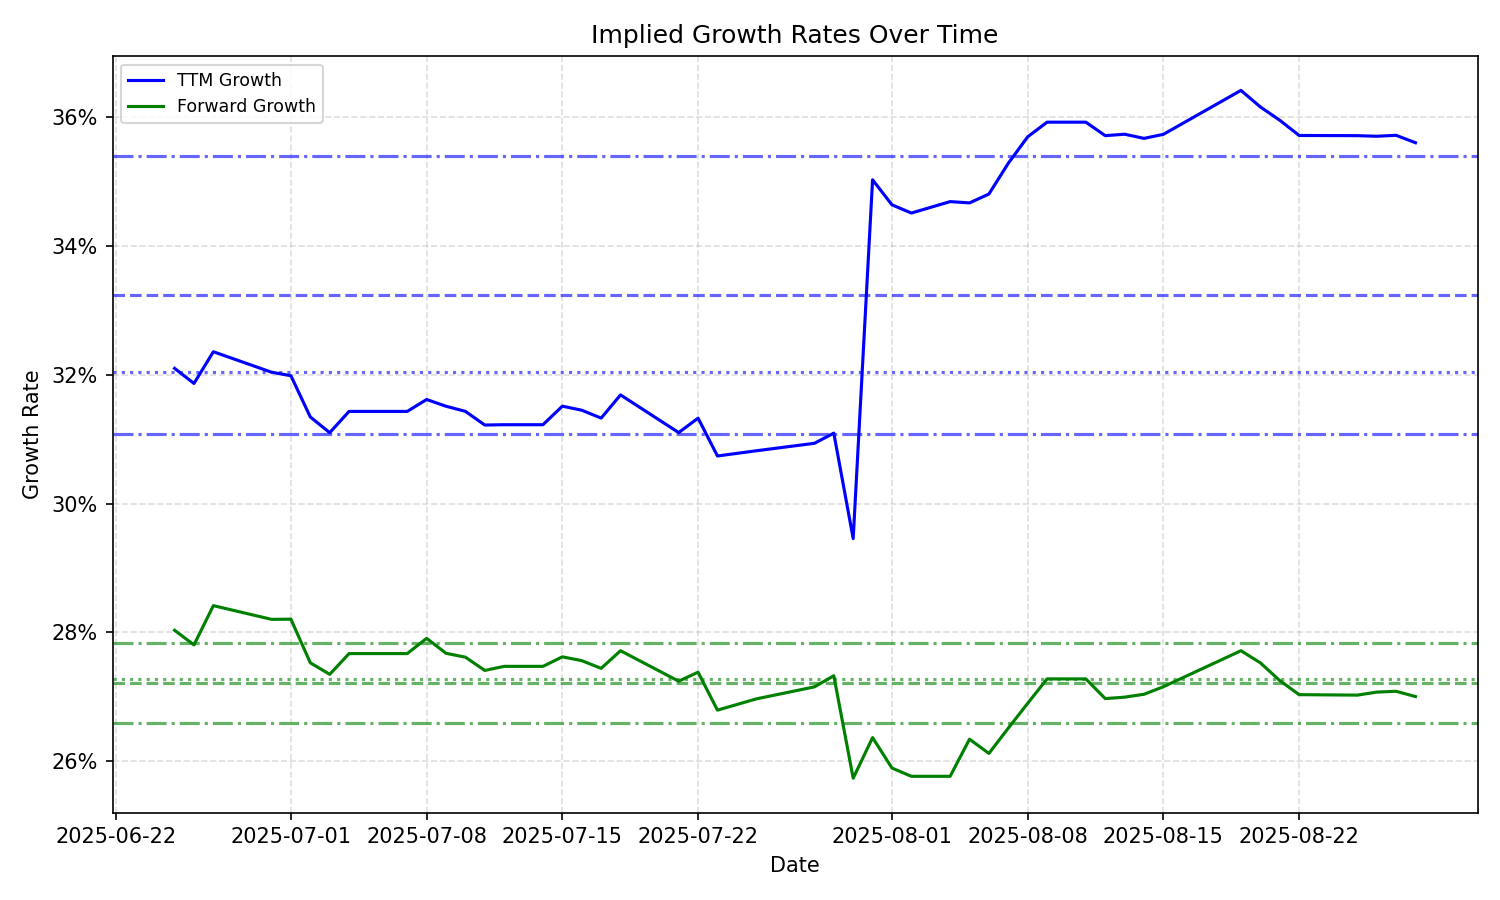 Implied Growth Rates Over Time
TTM Growth
Forward Growth
36%
34%
32%
30%
28%
26%
Growth Rate
2025-06-22 2025-07-01 2025-07-08 2025-07-15 2025-07-22 2025-08-01 2025-08-08 2025-08-15 2025-08-22
Date